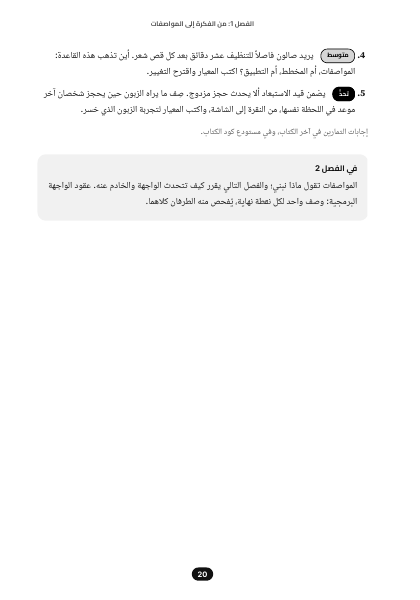 الفصل 1: من الفكرة إلى المواصفات
4. متوسط يريد صالون فاصلاً للتنظيف عشر دقائق بعد كل قص شعر. أين تذهب هذه القاعدة:
المواصفات، أم المخطط، أم التطبيق؟ اكتب المعيار واقترح التغيير.
5. تحدٍّ يضمن قيد الاستبعاد ألا يحدث حجز مزدوج. صِف ما يراه الزبون حين يحجز شخصان آخر
موعد في اللحظة نفسها، من النقرة إلى الشاشة، واكتب المعيار لتجربة الزبون الذي خسر.
إجابات التمارين في آخر الكتاب، وفي مستودع كود الكتاب.
في الفصل 2
المواصفات تقول ماذا نبني؛ والفصل التالي يقرر كيف تتحدث الواجهة والخادم عنه. عقود الواجهة
البرمجية: وصف واحد لكل نقطة نهاية، يُفحص منه الطرفان كلاهما.
20